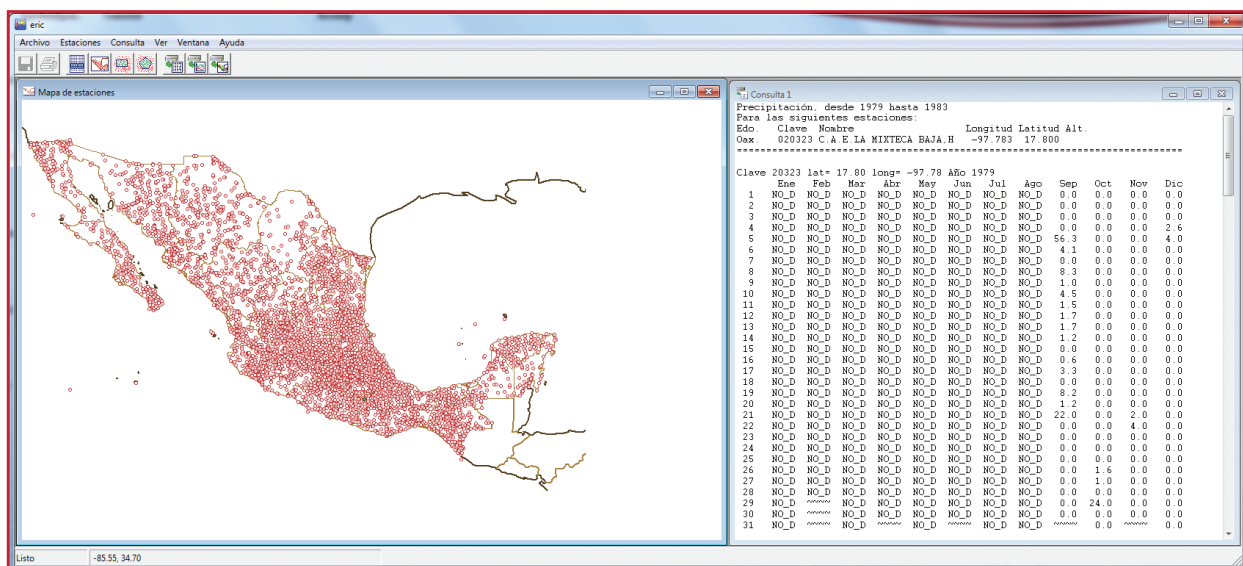 eric
Archivo Estaciones Consulta Ver Ventana Ayuda
Mapa de estaciones
Consulta 1
Precipitación, desde 1979 hasta 1983
Para las siguientes estaciones:
Edo. Clave Nombre Longitud Latitud Alt.
Oax. 020323 C.A.E.LA MIXTECA BAJA,H -97.783 17.800
================================================================================
Clave 20323 lat= 17.80 long= -97.78 Año 1979
Ene Feb Mar Abr May Jun Jul Ago Sep Oct Nov Dic
1 NO_D NO_D NO_D NO_D NO_D NO_D NO_D NO_D 0.0 0.0 0.0 0.0
2 NO_D NO_D NO_D NO_D NO_D NO_D NO_D NO_D 0.0 0.0 0.0 0.0
3 NO_D NO_D NO_D NO_D NO_D NO_D NO_D NO_D 0.0 0.0 0.0 0.0
4 NO_D NO_D NO_D NO_D NO_D NO_D NO_D NO_D 0.0 0.0 0.0 2.6
5 NO_D NO_D NO_D NO_D NO_D NO_D NO_D NO_D 56.3 0.0 0.0 4.0
6 NO_D NO_D NO_D NO_D NO_D NO_D NO_D NO_D 4.1 0.0 0.0 0.0
7 NO_D NO_D NO_D NO_D NO_D NO_D NO_D NO_D 0.0 0.0 0.0 0.0
8 NO_D NO_D NO_D NO_D NO_D NO_D NO_D NO_D 8.3 0.0 0.0 0.0
9 NO_D NO_D NO_D NO_D NO_D NO_D NO_D NO_D 1.0 0.0 0.0 0.0
10 NO_D NO_D NO_D NO_D NO_D NO_D NO_D NO_D 4.5 0.0 0.0 0.0
11 NO_D NO_D NO_D NO_D NO_D NO_D NO_D NO_D 1.5 0.0 0.0 0.0
12 NO_D NO_D NO_D NO_D NO_D NO_D NO_D NO_D 1.7 0.0 0.0 0.0
13 NO_D NO_D NO_D NO_D NO_D NO_D NO_D NO_D 1.7 0.0 0.0 0.0
14 NO_D NO_D NO_D NO_D NO_D NO_D NO_D NO_D 1.2 0.0 0.0 0.0
15 NO_D NO_D NO_D NO_D NO_D NO_D NO_D NO_D 0.0 0.0 0.0 0.0
16 NO_D NO_D NO_D NO_D NO_D NO_D NO_D NO_D 0.6 0.0 0.0 0.0
17 NO_D NO_D NO_D NO_D NO_D NO_D NO_D NO_D 3.3 0.0 0.0 0.0
18 NO_D NO_D NO_D NO_D NO_D NO_D NO_D NO_D 0.0 0.0 0.0 0.0
19 NO_D NO_D NO_D NO_D NO_D NO_D NO_D NO_D 8.2 0.0 0.0 0.0
20 NO_D NO_D NO_D NO_D NO_D NO_D NO_D NO_D 1.2 0.0 0.0 0.0
21 NO_D NO_D NO_D NO_D NO_D NO_D NO_D NO_D 22.0 0.0 2.0 0.0
22 NO_D NO_D NO_D NO_D NO_D NO_D NO_D NO_D 0.0 0.0 4.0 0.0
23 NO_D NO_D NO_D NO_D NO_D NO_D NO_D NO_D 0.0 0.0 0.0 0.0
24 NO_D NO_D NO_D NO_D NO_D NO_D NO_D NO_D 0.0 0.0 0.0 0.0
25 NO_D NO_D NO_D NO_D NO_D NO_D NO_D NO_D 0.0 0.0 0.0 0.0
26 NO_D NO_D NO_D NO_D NO_D NO_D NO_D NO_D 0.0 1.6 0.0 0.0
27 NO_D NO_D NO_D NO_D NO_D NO_D NO_D NO_D 0.0 1.0 0.0 0.0
28 NO_D NO_D NO_D NO_D NO_D NO_D NO_D NO_D 0.0 0.0 0.0 0.0
29 NO_D ~~~~ NO_D NO_D NO_D NO_D NO_D NO_D 0.0 24.0 0.0 0.0
30 NO_D ~~~~ NO_D NO_D NO_D NO_D NO_D NO_D 0.0 0.0 0.0 0.0
31 NO_D ~~~~ NO_D ~~~~ NO_D ~~~~ NO_D NO_D ~~~~ 0.0 ~~~~ 0.0
Listo -85.55, 34.70